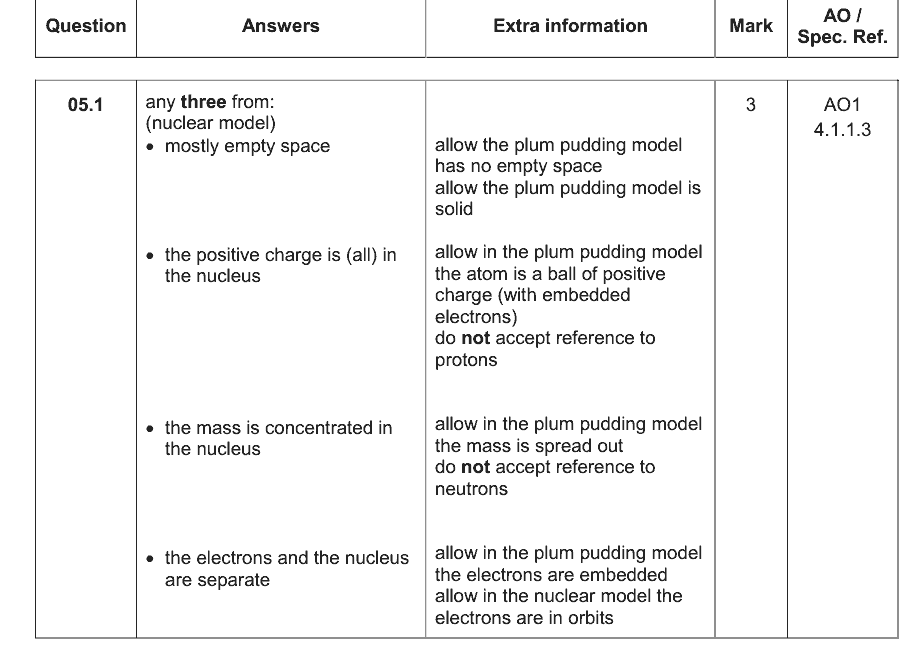 Question Answers Extra information Mark AO /
Spec. Ref.
05.1 any three from: 3 AO1
(nuclear model) 4.1.1.3
• mostly empty space allow the plum pudding model
has no empty space
allow the plum pudding model is
solid
• the positive charge is (all) in allow in the plum pudding model
the nucleus the atom is a ball of positive
charge (with embedded
electrons)
do not accept reference to
protons
• the mass is concentrated in allow in the plum pudding model
the nucleus the mass is spread out
do not accept reference to
neutrons
• the electrons and the nucleus allow in the plum pudding model
are separate the electrons are embedded
allow in the nuclear model the
electrons are in orbits